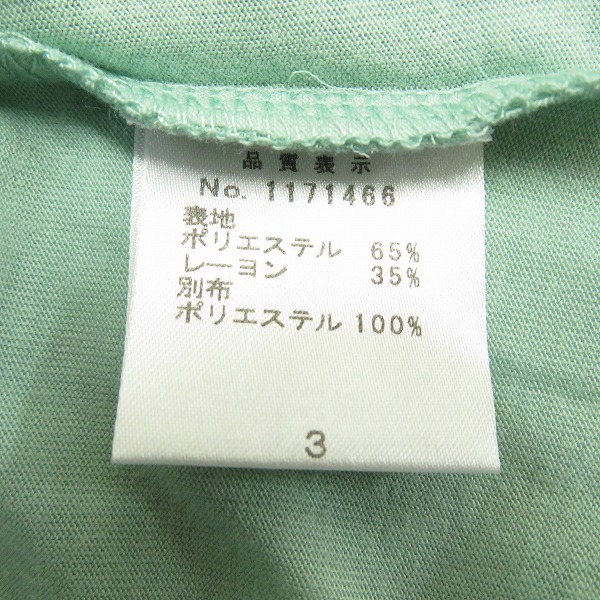 品質表示
No. 1171466
表地
ポリエステル 65%
レーヨン 35%
別布
ポリエステル 100%
3